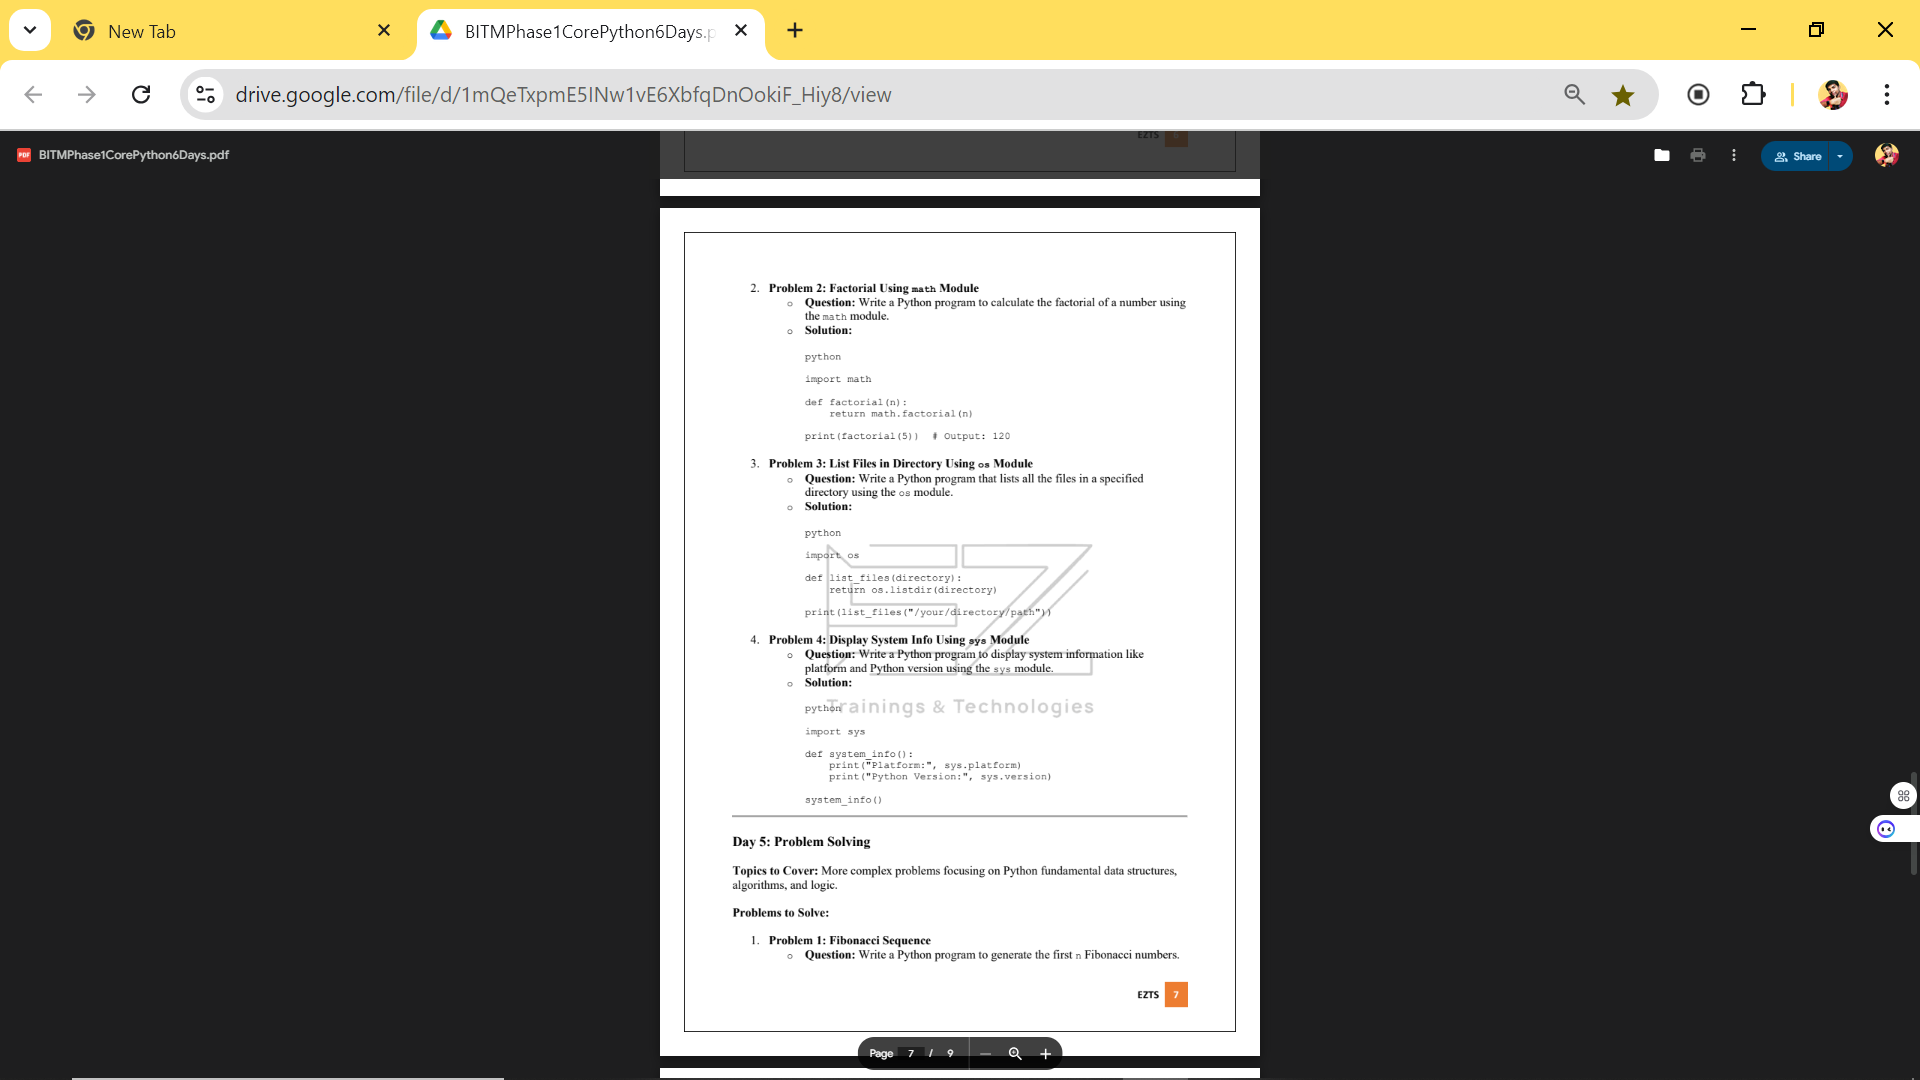 New Tab
BITMPhase1CorePython6Days.p
drive.google.com/file/d/1mQeTxpmE5INw1vE6XbfqDnOokiF_Hiy8/view
PDF BITMPhase1CorePython6Days.pdf
Share
EZTS
2. Problem 2: Factorial Using math Module
o Question: Write a Python program to calculate the factorial of a number using
the math module.
o Solution:
python
import math
def factorial(n):
return math.factorial(n)
print(factorial(5)) # Output: 120
3. Problem 3: List Files in Directory Using os Module
o Question: Write a Python program that lists all the files in a specified
directory using the os module.
o Solution:
python
import os
def list_files(directory):
return os.listdir(directory)
print(list_files("/your/directory/path"))
4. Problem 4: Display System Info Using sys Module
o Question: Write a Python program to display system information like
platform and Python version using the sys module.
o Solution:
EZ
Trainings & Technologies
python
import sys
def system_info():
print("Platform:", sys.platform)
print("Python Version:", sys.version)
system_info()
Day 5: Problem Solving
Topics to Cover: More complex problems focusing on Python fundamental data structures,
algorithms, and logic.
Problems to Solve:
1. Problem 1: Fibonacci Sequence
o Question: Write a Python program to generate the first n Fibonacci numbers.
EZTS 7
Page 7 / 9